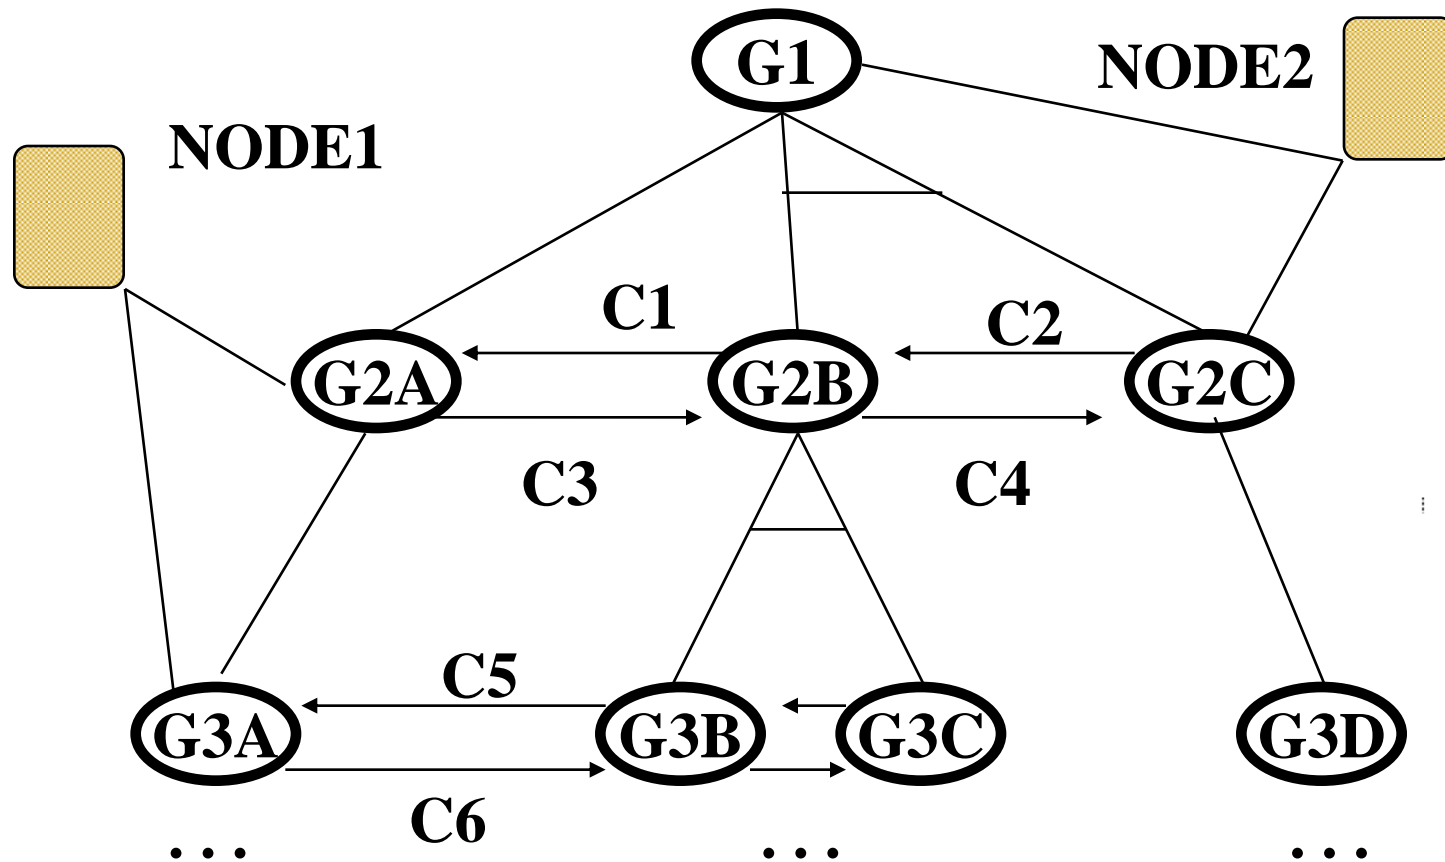 G1
NODE2
NODE1
C1
C2
G2A
G2B
G2C
C3
C4
C5
G3A
G3B
G3C
G3D
C6
... ... ...